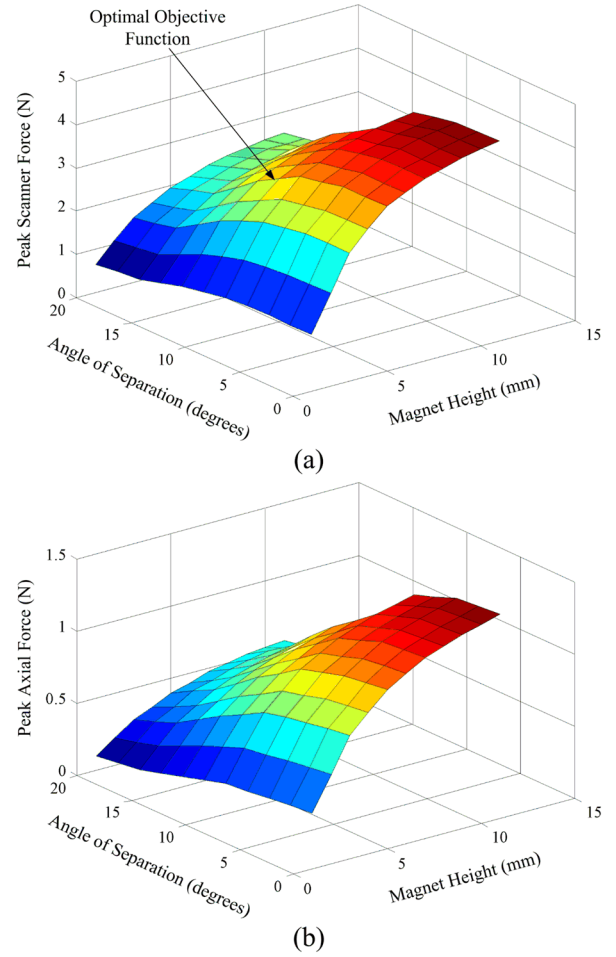 Optimal Objective
Function
5
4
3
2
1
0
Peak Scanner Force (N)
20
15
10
5
0
Angle of Separation (degrees)
0
5
10
15
Magnet Height (mm)
(a)
1.5
1
0.5
0
Peak Axial Force (N)
20
15
10
5
0
Angle of Separation (degrees)
0
5
10
15
Magnet Height (mm)
(b)